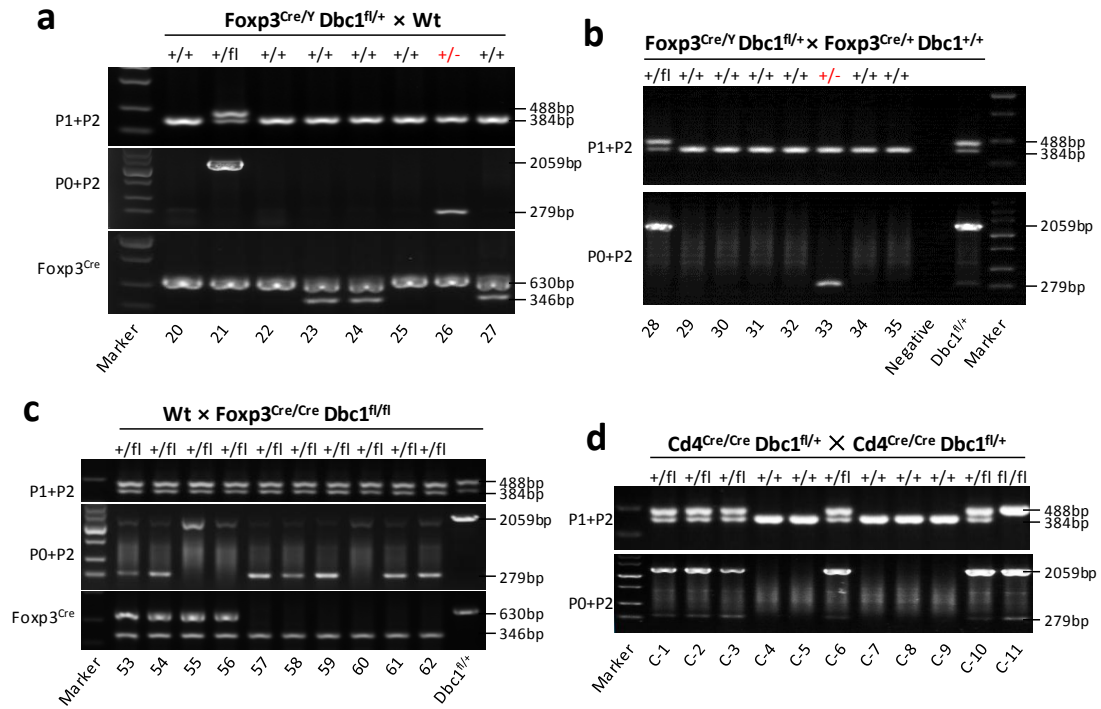 a
Foxp3Cre/Y Dbc1fl/+ × Wt
+/+ +/fl +/+ +/+ +/+ +/+ +/- +/+
P1+P2
488bp
384bp
P0+P2
2059bp
279bp
Foxp3Cre
630bp
346bp
Marker 20 21 22 23 24 25 26 27
b
Foxp3Cre/Y Dbc1fl/+ × Foxp3Cre/+ Dbc1+/+
+/fl +/+ +/+ +/+ +/+ +/- +/+ +/+
P1+P2
488bp
384bp
P0+P2
2059bp
279bp
28 29 30 31 32 33 34 35 Negative Dbc1fl/+ Marker
c
Wt × Foxp3Cre/Cre Dbc1fl/fl
+/fl +/fl +/fl +/fl +/fl +/fl +/fl +/fl +/fl +/fl
P1+P2
488bp
384bp
P0+P2
2059bp
279bp
Foxp3Cre
630bp
346bp
Marker 53 54 55 56 57 58 59 60 61 62 Dbc1fl/+
d
Cd4Cre/Cre Dbc1fl/+ × Cd4Cre/Cre Dbc1fl/+
+/fl +/fl +/fl +/+ +/+ +/fl +/+ +/+ +/+ +/fl fl/fl
P1+P2
488bp
384bp
P0+P2
2059bp
279bp
Marker C-1 C-2 C-3 C-4 C-5 C-6 C-7 C-8 C-9 C-10 C-11